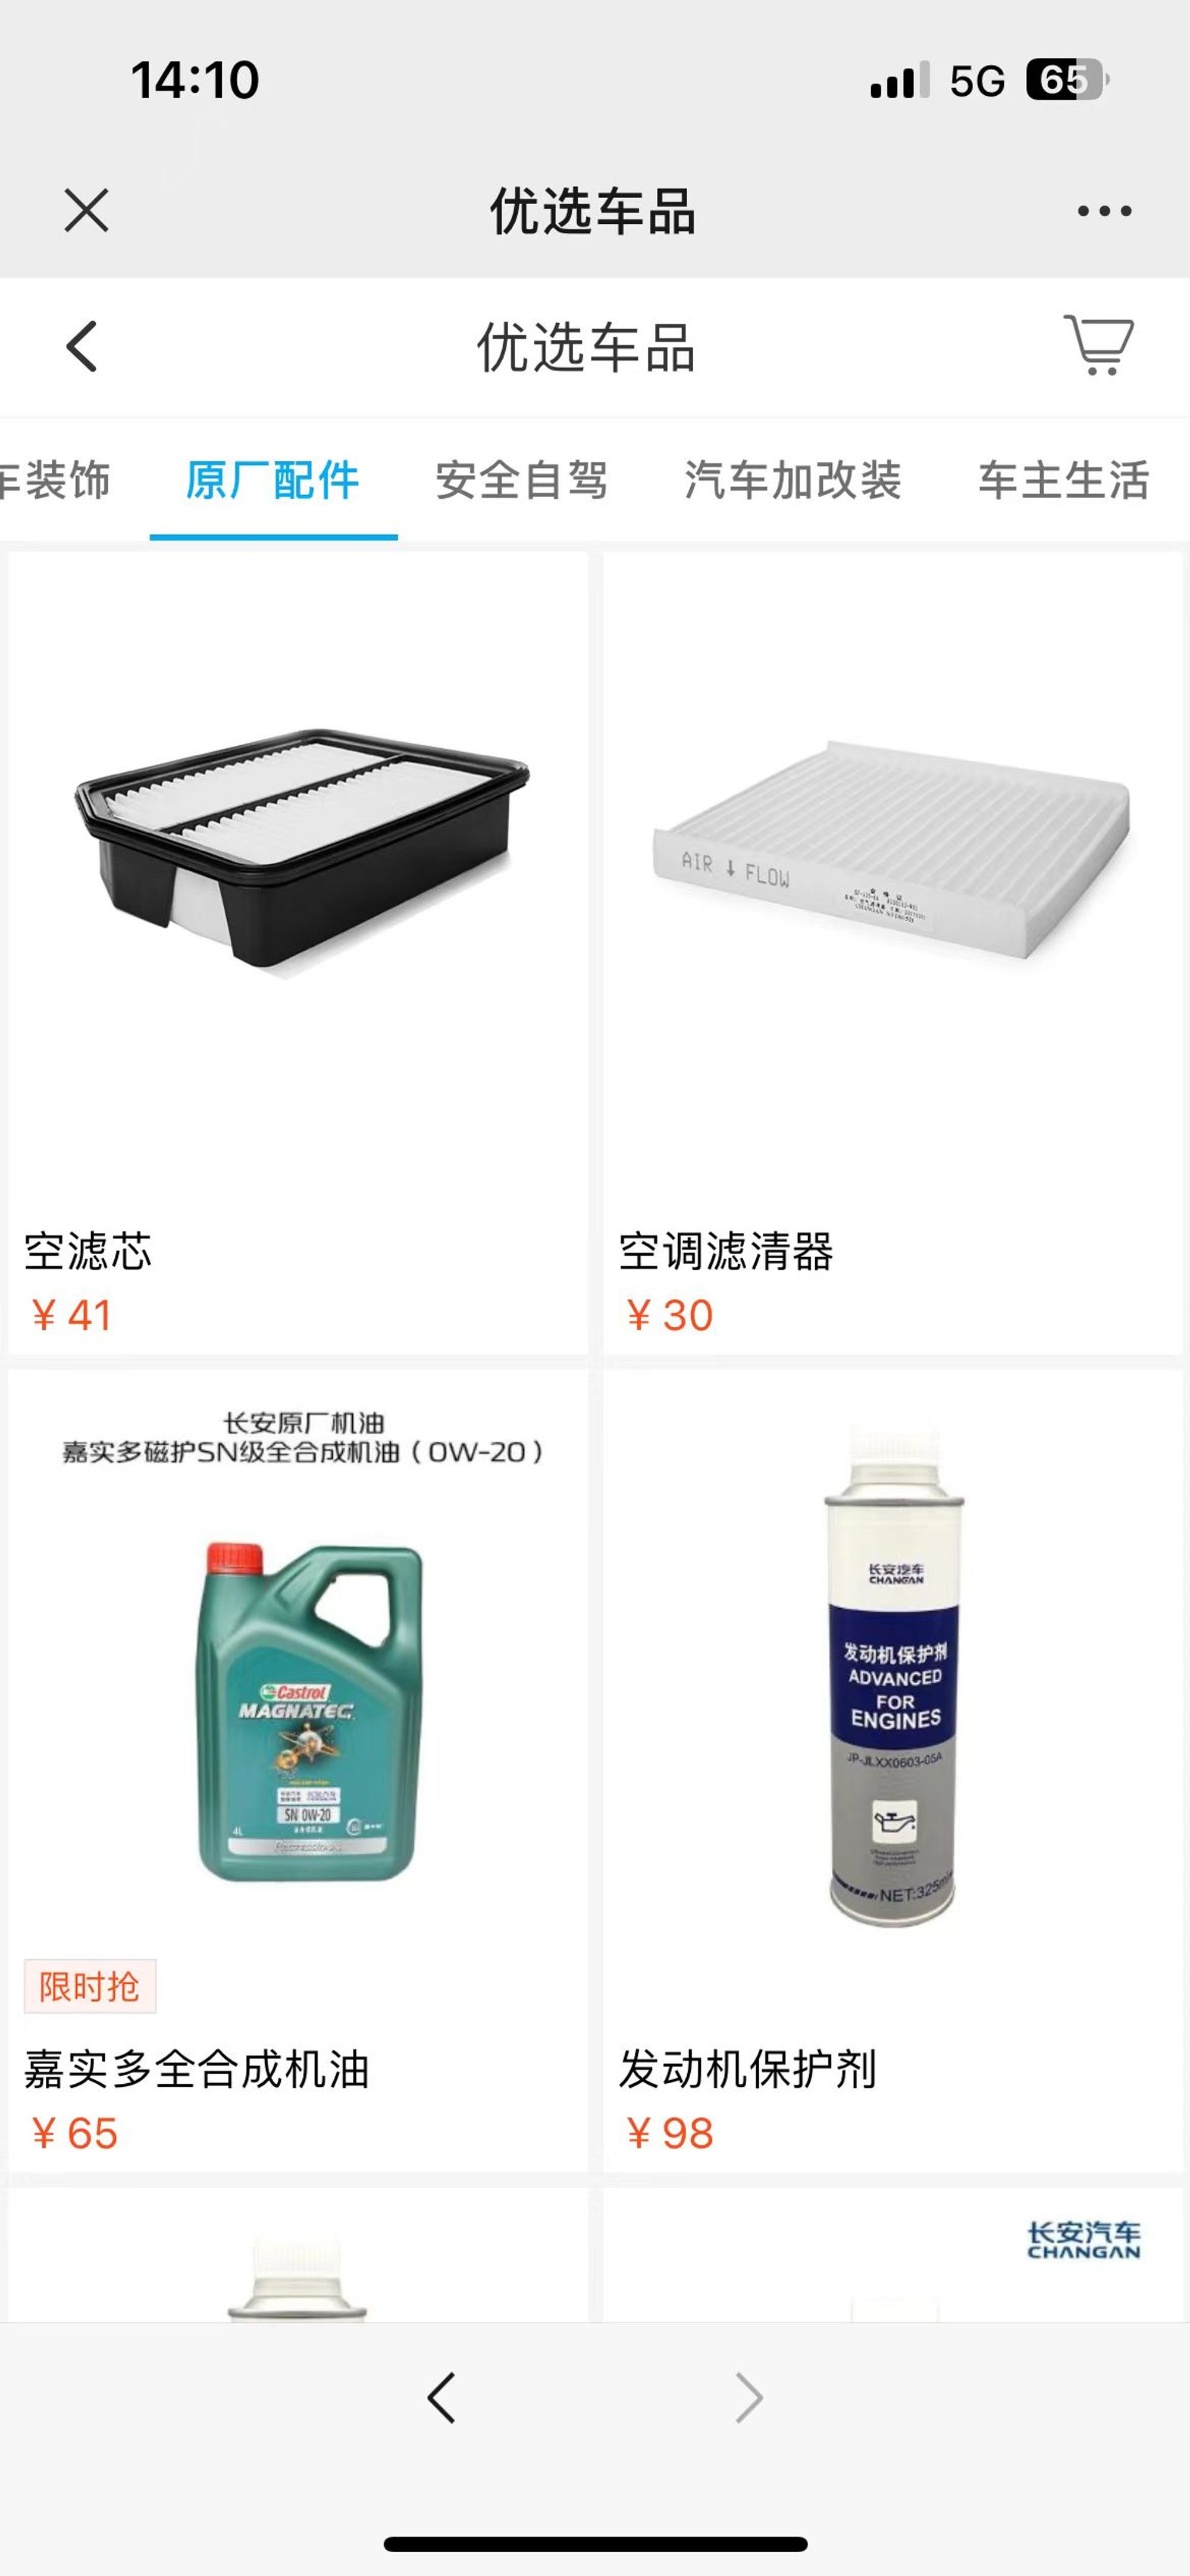 14:10
5G
65
优选车品
优选车品
车装饰
原厂配件
安全自驾
汽车加改装
车主生活
AIR ↓ FLOW
空滤芯
¥ 41
空调滤清器
¥ 30
长安原厂机油
嘉实多磁护SN级全合成机油（0W-20）
Castrol
MAGNATEC
SN 0W-20
4L
Professional
限时抢
嘉实多全合成机油
¥ 65
长安汽车
CHANGAN
发动机保护剂
ADVANCED
FOR
ENGINES
JP-JLXX0603-05A
NET:325ml
发动机保护剂
¥ 98
长安汽车
CHANGAN